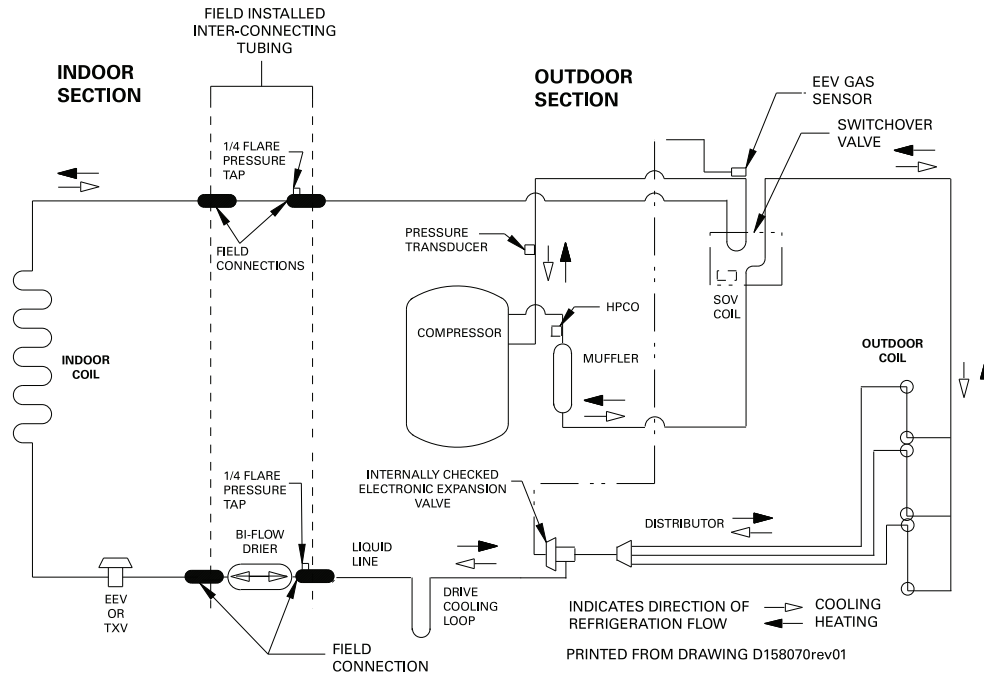 FIELD INSTALLED
INTER-CONNECTING
TUBING
INDOOR
SECTION
OUTDOOR
SECTION
EEV GAS
SENSOR
SWITCHOVER
VALVE
1/4 FLARE
PRESSURE
TAP
FIELD
CONNECTIONS
PRESSURE
TRANSDUCER
SOV
COIL
HPCO
COMPRESSOR
MUFFLER
INDOOR
COIL
OUTDOOR
COIL
1/4 FLARE
PRESSURE
TAP
INTERNALLY CHECKED
ELECTRONIC EXPANSION
VALVE
DISTRIBUTOR
BI-FLOW
DRIER
LIQUID
LINE
EEV
OR
TXV
DRIVE
COOLING
LOOP
INDICATES DIRECTION OF
REFRIGERATION FLOW
COOLING
HEATING
FIELD
CONNECTION
PRINTED FROM DRAWING D158070rev01